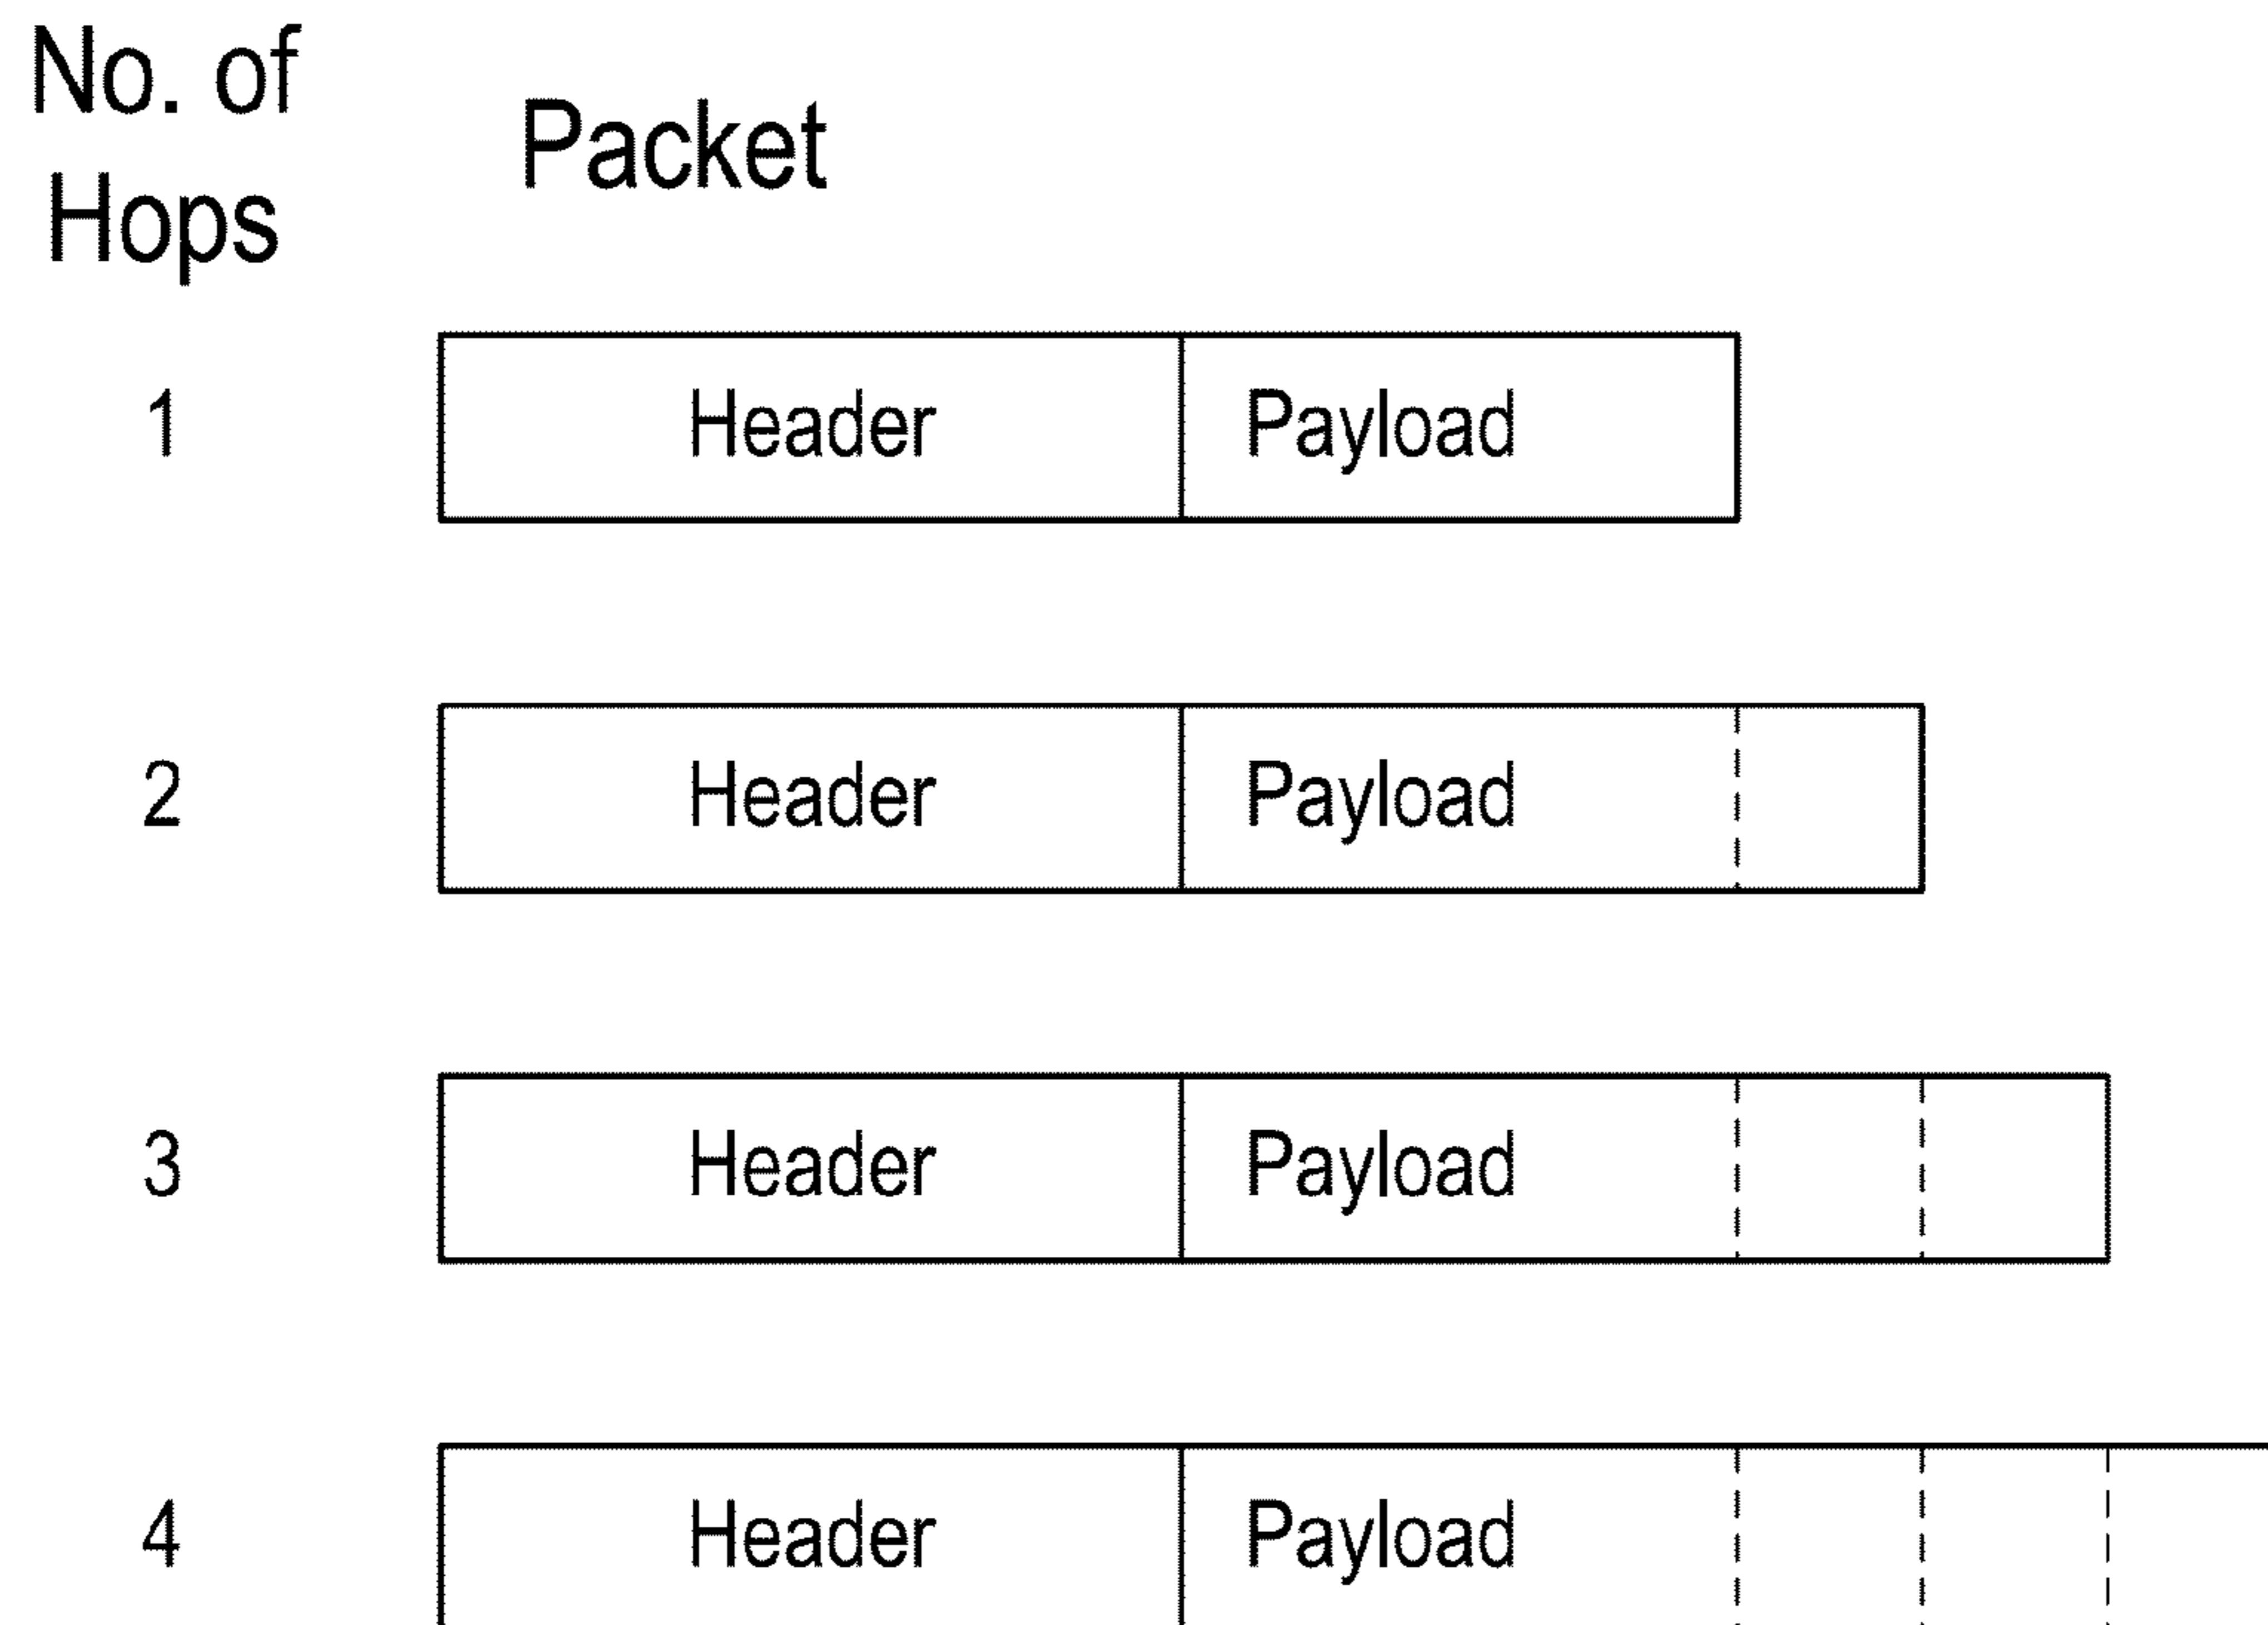 No. of
Hops
Packet
1 Header Payload
2 Header Payload
3 Header Payload
4 Header Payload